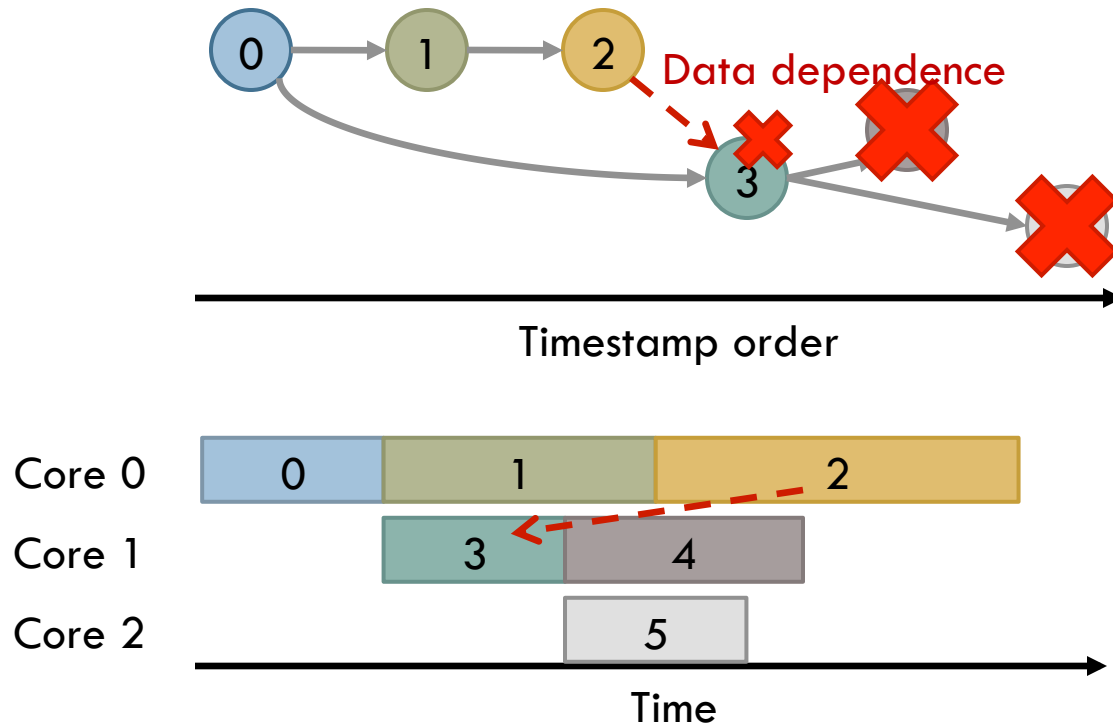 0 1 2
Data dependence
3
Timestamp order
Core 0 0 1 2
Core 1 3 4
Core 2 5
Time